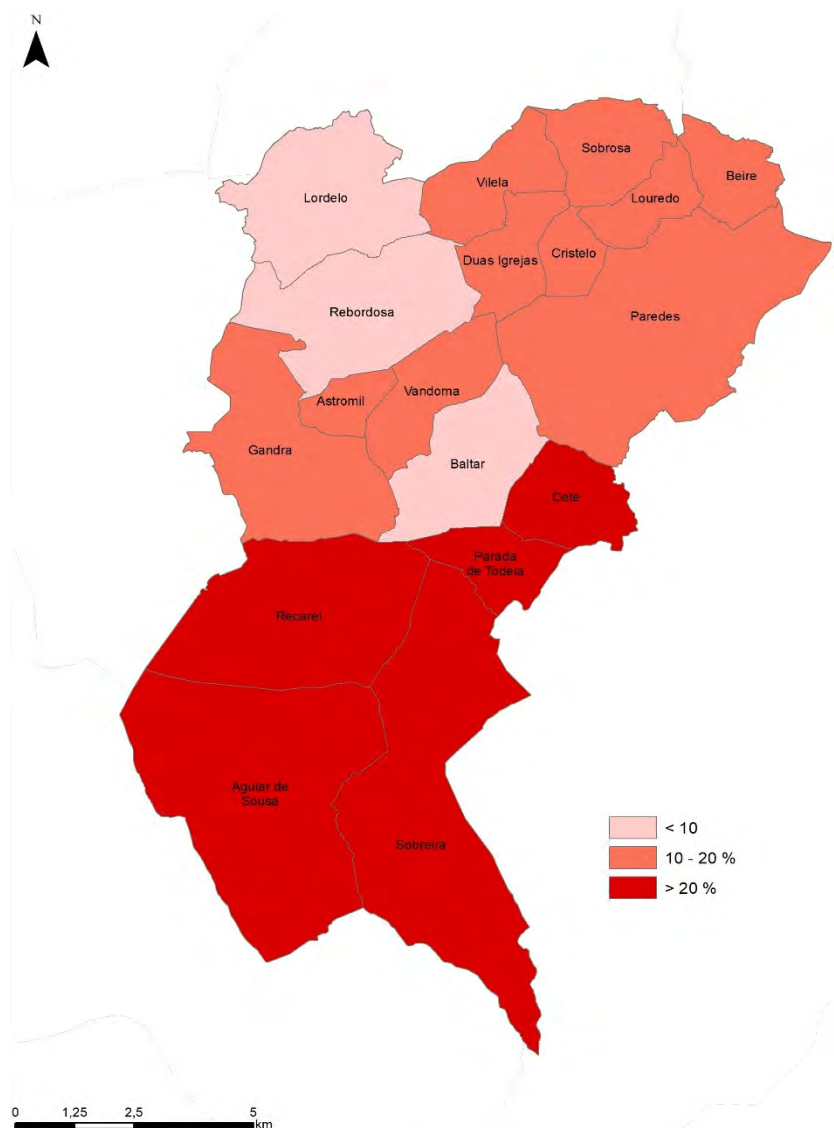 N
Sobrosa
Vilela
Beire
Lordelo
Louredo
Cristelo
Duas Igrejas
Rebordosa
Paredes
Vandoma
Astromil
Gandra
Baltar
Cete
Parada
de Todeia
Recarei
Aguiar de
Sousa
Sobreira
< 10
10 - 20 %
> 20 %
0 1,25 2,5 5
km